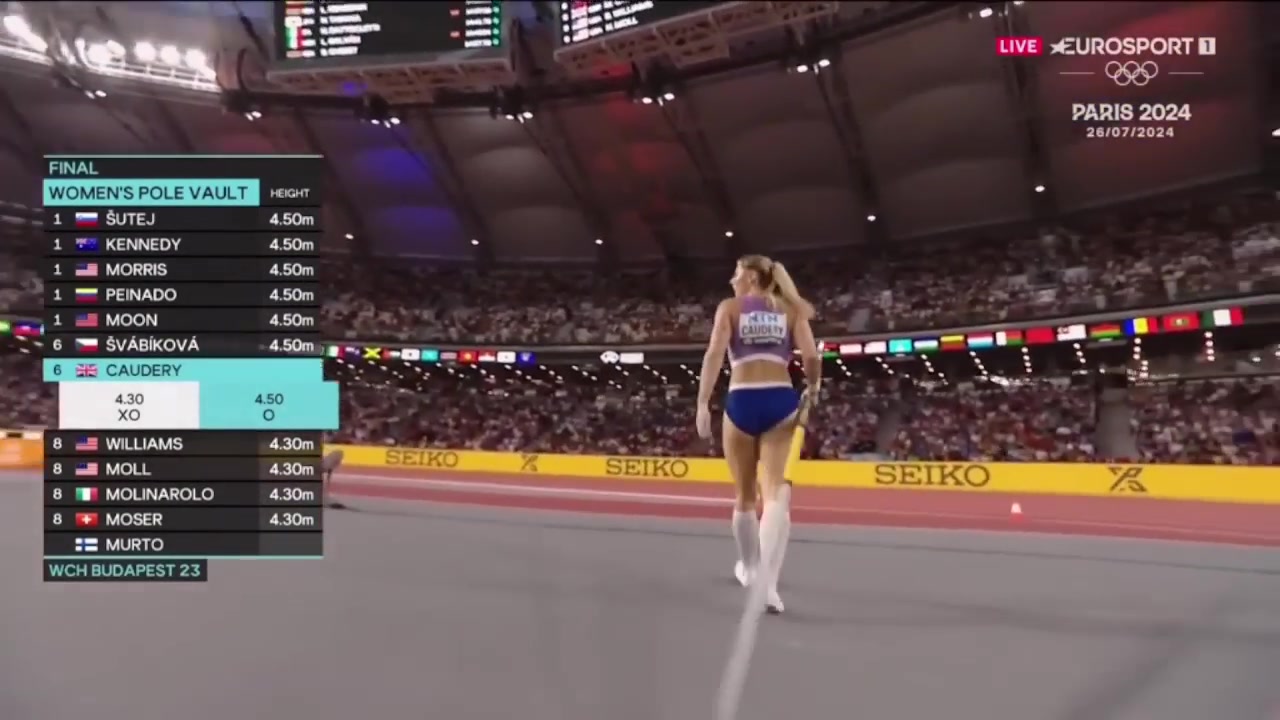 LIVE EUROSPORT 1
PARIS 2024
26/07/2024
FINAL
WOMEN'S POLE VAULT HEIGHT
1 ŠUTEJ 4.50m
1 KENNEDY 4.50m
1 MORRIS 4.50m
1 PEINADO 4.50m
1 MOON 4.50m
6 ŠVÁBÍKOVÁ 4.50m
6 CAUDERY
4.30 4.50
XO O
8 WILLIAMS 4.30m
8 MOLL 4.30m
8 MOLINAROLO 4.30m
8 MOSER 4.30m
MURTO
WCH BUDAPEST 23
CAUDERY
SEIKO SEIKO SEIKO